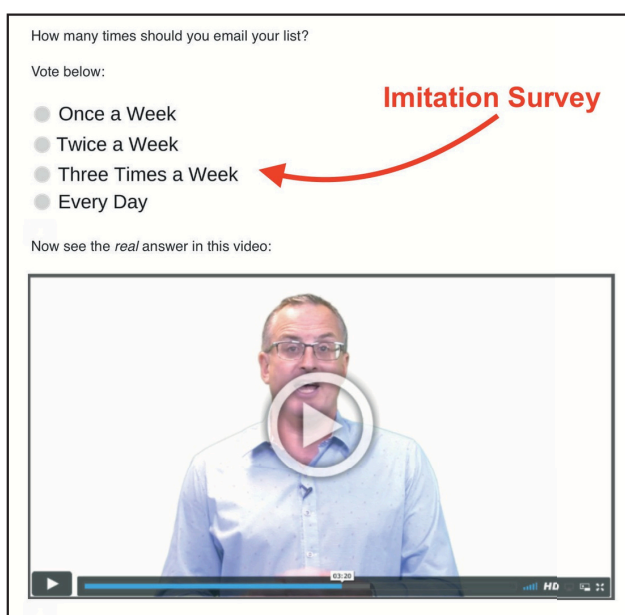 How many times should you email your list?
Vote below:
Imitation Survey
Once a Week
Twice a Week
Three Times a Week
Every Day
Now see the real answer in this video:
03:20
HD